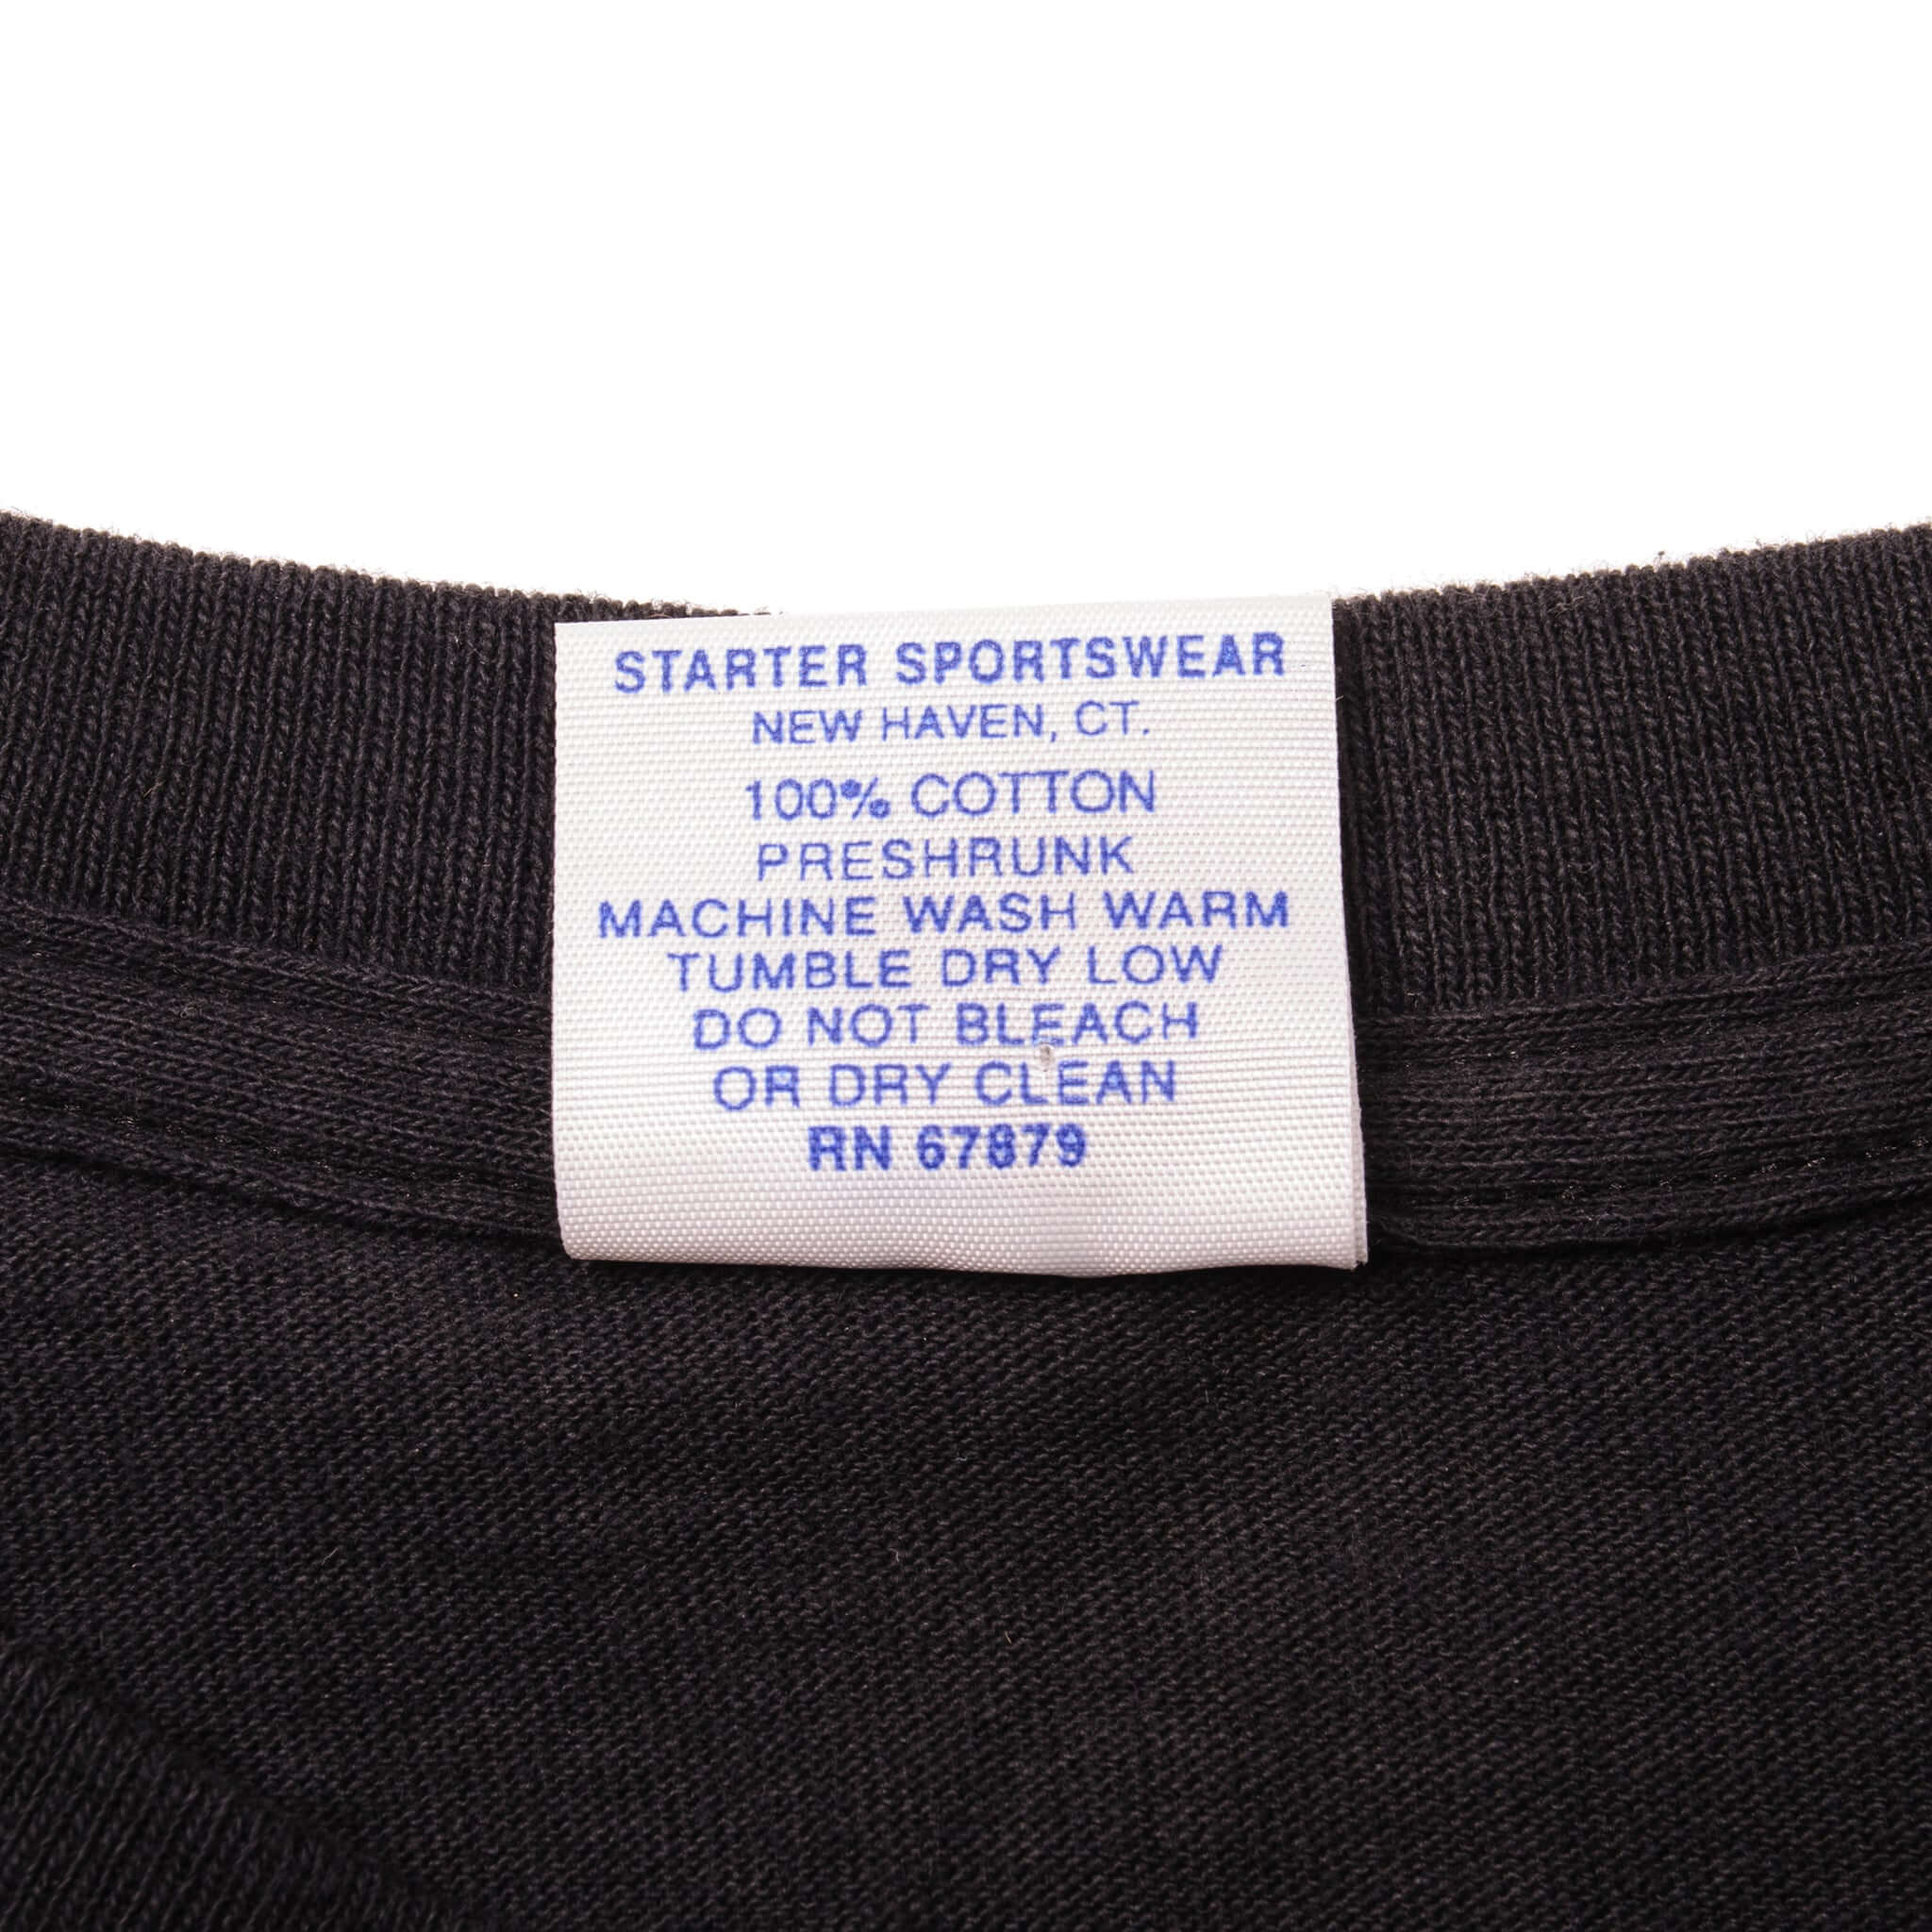 STARTER SPORTSWEAR
NEW HAVEN, CT.
100% COTTON
PRESHRUNK
MACHINE WASH WARM
TUMBLE DRY LOW
DO NOT BLEACH
OR DRY CLEAN
RN 67879